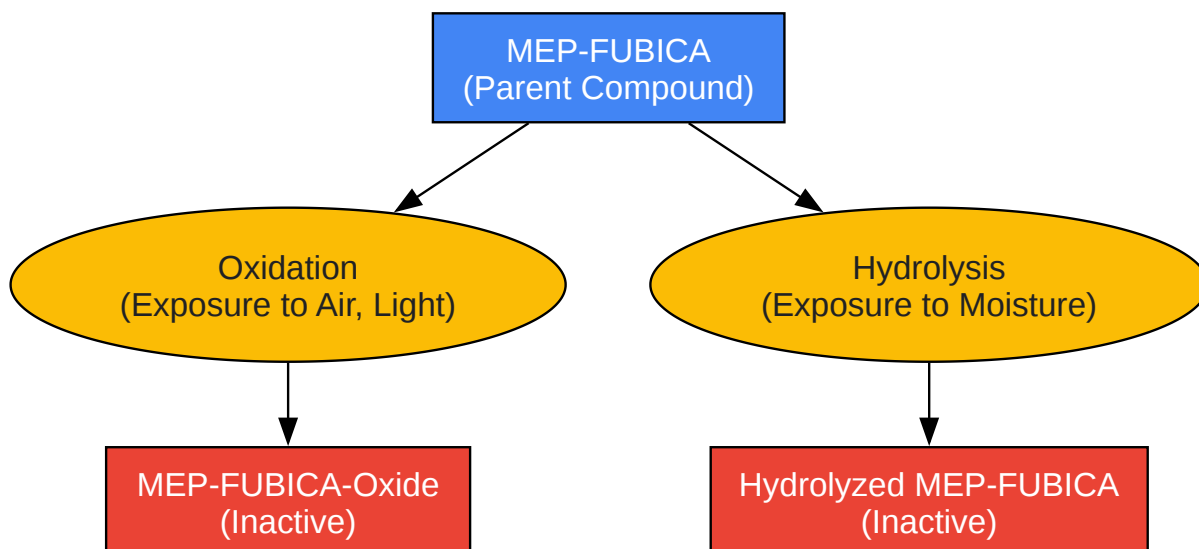 MEP-FUBICA
(Parent Compound)
Oxidation
(Exposure to Air, Light)
Hydrolysis
(Exposure to Moisture)
MEP-FUBICA-Oxide
(Inactive)
Hydrolyzed MEP-FUBICA
(Inactive)